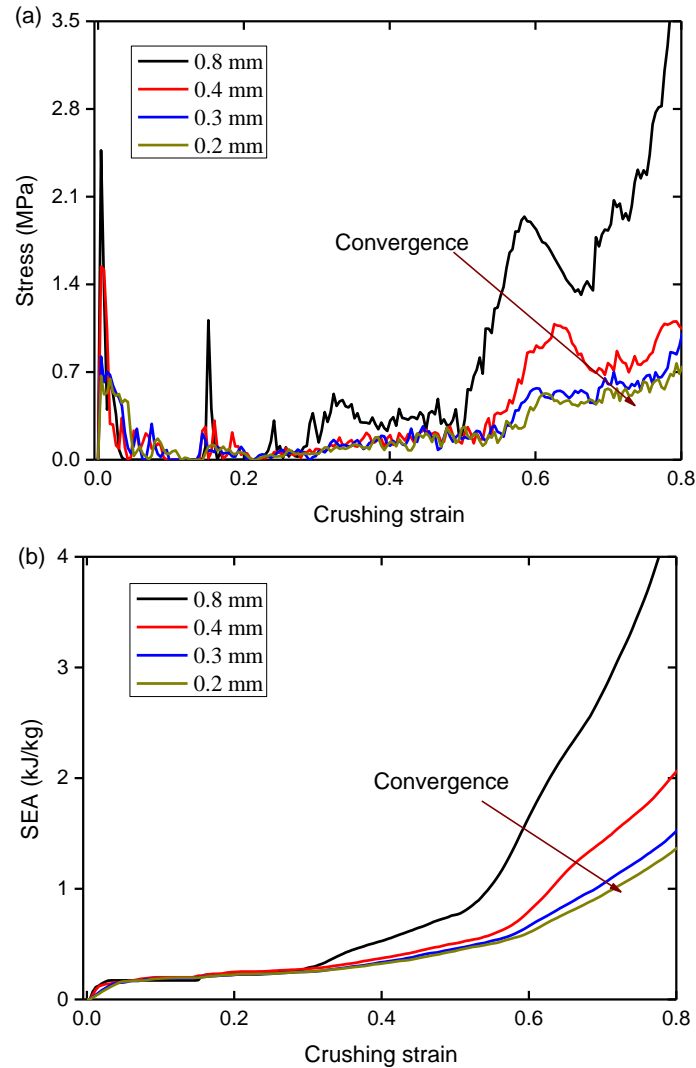 (a)
3.5
2.8
2.1
1.4
0.7
0.0
Stress (MPa)
0.8 mm
0.4 mm
0.3 mm
0.2 mm
Convergence
0.0 0.2 0.4 0.6 0.8
Crushing strain
(b)
4
3
2
1
0
SEA (kJ/kg)
0.8 mm
0.4 mm
0.3 mm
0.2 mm
Convergence
0.0 0.2 0.4 0.6 0.8
Crushing strain